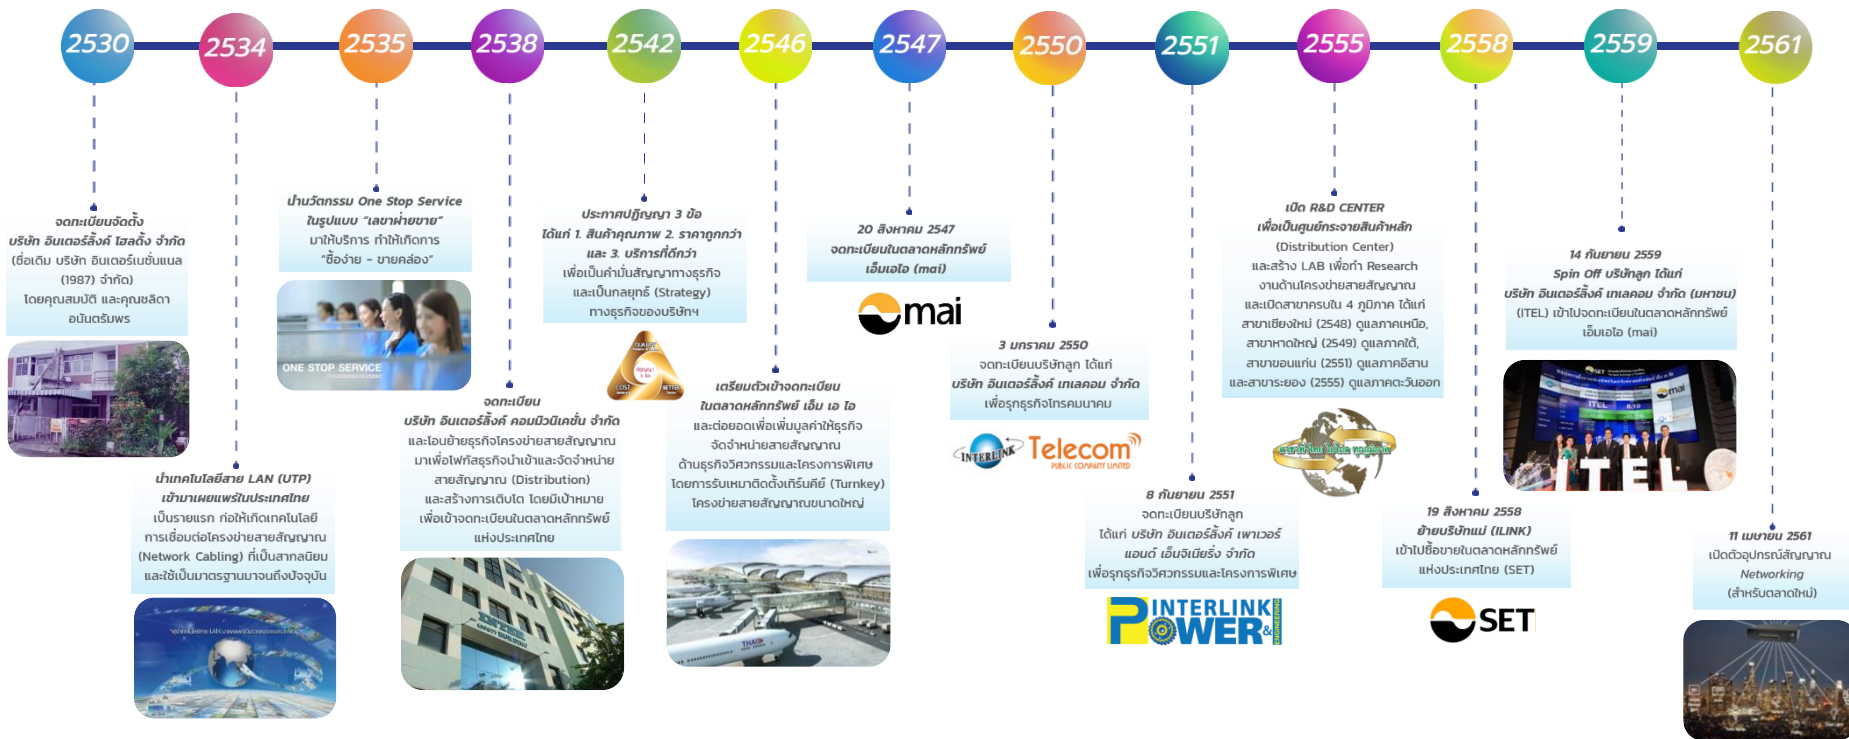 2530
2534
2535
2538
2542
2546
2547
2550
2551
2555
2558
2559
2561
จดทะเบียนจัดตั้ง
บริษัท อินเตอร์ลิ้งค์ โฮลดิ้ง จำกัด
(ชื่อเดิม บริษัท อินเตอร์เนชั่นแนล
(1987) จำกัด)
โดยคุณสมบัติ และคุณชลิดา
อนันตรัมพร
นำเทคโนโลยีสาย LAN (UTP)
เข้ามาเผยแพร่ในประเทศไทย
เป็นรายแรก ก่อให้เกิดเทคโนโลยี
การเชื่อมต่อโครงข่ายสายสัญญาณ
(Network Cabling) ที่เป็นสากลนิยม
และใช้เป็นมาตรฐานมาจนถึงปัจจุบัน
นำนวัตกรรม One Stop Service
ในรูปแบบ “เลขาฝ่ายขาย”
มาให้บริการ ทำให้เกิดการ
“ซื้อง่าย - ขายคล่อง”
ONE STOP SERVICE
จดทะเบียน
บริษัท อินเตอร์ลิ้งค์ คอมมิวนิเคชั่น จำกัด
และโอนย้ายธุรกิจโครงข่ายสายสัญญาณ
มาเพื่อโฟกัสธุรกิจนำเข้าและจัดจำหน่าย
สายสัญญาณ (Distribution)
และสร้างการเติบโต โดยมีเป้าหมาย
เพื่อเข้าจดทะเบียนในตลาดหลักทรัพย์
แห่งประเทศไทย
ประกาศปฏิญญา 3 ข้อ
ได้แก่ 1. สินค้าคุณภาพ 2. ราคาถูกกว่า
และ 3. บริการที่ดีกว่า
เพื่อเป็นคำมั่นสัญญาทางธุรกิจ
และเป็นกลยุทธ์ (Strategy)
ทางธุรกิจของบริษัทฯ
QUALITY
ปฏิญญา
3 ข้อ
COST
BETTER
เตรียมตัวเข้าจดทะเบียน
ในตลาดหลักทรัพย์ เอ็ม เอ ไอ
และต่อยอดเพื่อเพิ่มมูลค่าให้ธุรกิจ
จัดจำหน่ายสายสัญญาณ
ด้านธุรกิจวิศวกรรมและโครงการพิเศษ
โดยการรับเหมาติดตั้งเทิร์นคีย์ (Turnkey)
โครงข่ายสายสัญญาณขนาดใหญ่
THAI
20 สิงหาคม 2547
จดทะเบียนในตลาดหลักทรัพย์
เอ็มเอไอ (mai)
mai
3 มกราคม 2550
จดทะเบียนบริษัทลูก ได้แก่
บริษัท อินเตอร์ลิ้งค์ เทเลคอม จำกัด
เพื่อรุกธุรกิจโทรคมนาคม
INTERLINK Telecom
PUBLIC COMPANY LIMITED
8 กันยายน 2551
จดทะเบียนบริษัทลูก
ได้แก่ บริษัท อินเตอร์ลิ้งค์ เพาเวอร์
แอนด์ เอ็นจิเนียริ่ง จำกัด
เพื่อรุกธุรกิจวิศวกรรมและโครงการพิเศษ
INTERLINK
POWER &
ENGINEERING
เปิด R&D CENTER
เพื่อเป็นศูนย์กระจายสินค้าหลัก
(Distribution Center)
และสร้าง LAB เพื่อทำ Research
งานด้านโครงข่ายสายสัญญาณ
และเปิดสาขาครบใน 4 ภูมิภาค ได้แก่
สาขาเชียงใหม่ (2548) ดูแลภาคเหนือ,
สาขาหาดใหญ่ (2549) ดูแลภาคใต้,
สาขาขอนแก่น (2551) ดูแลภาคอีสาน
และสาขาระยอง (2555) ดูแลภาคตะวันออก
19 สิงหาคม 2558
ย้ายบริษัทแม่ (ILINK)
เข้าไปซื้อขายในตลาดหลักทรัพย์
แห่งประเทศไทย (SET)
SET
14 กันยายน 2559
Spin Off บริษัทลูก ได้แก่
บริษัท อินเตอร์ลิ้งค์ เทเลคอม จำกัด (มหาชน)
(ITEL) เข้าไปจดทะเบียนในตลาดหลักทรัพย์
เอ็มเอไอ (mai)
SET
mai
ITEL
ITEL
11 เมษายน 2561
เปิดตัวอุปกรณ์สัญญาณ
Networking
(สำหรับตลาดใหม่)